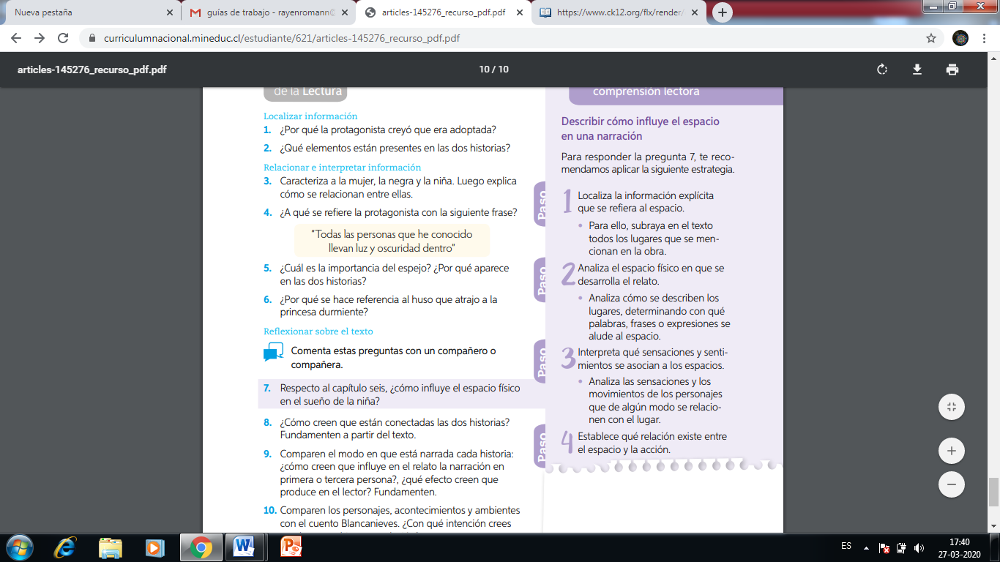 Nueva pestaña
guías de trabajo - rayenromann@
articles-145276_recurso_pdf.pdf
https://www.ck12.org/flx/render/
curriculumnacional.mineduc.cl/estudiante/621/articles-145276_recurso_pdf.pdf
articles-145276_recurso_pdf.pdf
10 / 10
de la Lectura
Localizar información
1. ¿Por qué la protagonista creyó que era adoptada?
2. ¿Qué elementos están presentes en las dos historias?
Relacionar e interpretar información
3. Caracteriza a la mujer, la negra y la niña. Luego explica
cómo se relacionan entre ellas.
4. ¿A qué se refiere la protagonista con la siguiente frase?
"Todas las personas que he conocido
llevan luz y oscuridad dentro"
5. ¿Cuál es la importancia del espejo? ¿Por qué aparece
en las dos historias?
6. ¿Por qué se hace referencia al huso que atrajo a la
princesa durmiente?
Reflexionar sobre el texto
Comenta estas preguntas con un compañero o
compañera.
7. Respecto al capítulo seis, ¿cómo influye el espacio físico
en el sueño de la niña?
8. ¿Cómo creen que están conectadas las dos historias?
Fundamenten a partir del texto.
9. Comparen el modo en que está narrada cada historia:
¿cómo creen que influye en el relato la narración en
primera o tercera persona?, ¿qué efecto creen que
produce en el lector? Fundamenten.
10. Comparen los personajes, acontecimientos y ambientes
con el cuento Blancanieves. ¿Con qué intención crees
comprensión lectora
Describir cómo influye el espacio
en una narración
Para responder la pregunta 7, te reco-
mendamos aplicar la siguiente estrategia.
Paso
1 Localiza la información explícita
que se refiera al espacio.
• Para ello, subraya en el texto
todos los lugares que se men-
cionan en la obra.
Paso
2 Analiza el espacio físico en que se
desarrolla el relato.
• Analiza cómo se describen los
lugares, determinando con qué
palabras, frases o expresiones se
alude al espacio.
Paso
3 Interpreta qué sensaciones y senti-
mientos se asocian a los espacios.
• Analiza las sensaciones y los
movimientos de los personajes
que de algún modo se relacio-
nen con el lugar.
Paso
4 Establece qué relación existe entre
el espacio y la acción.
ES
17:40
27-03-2020